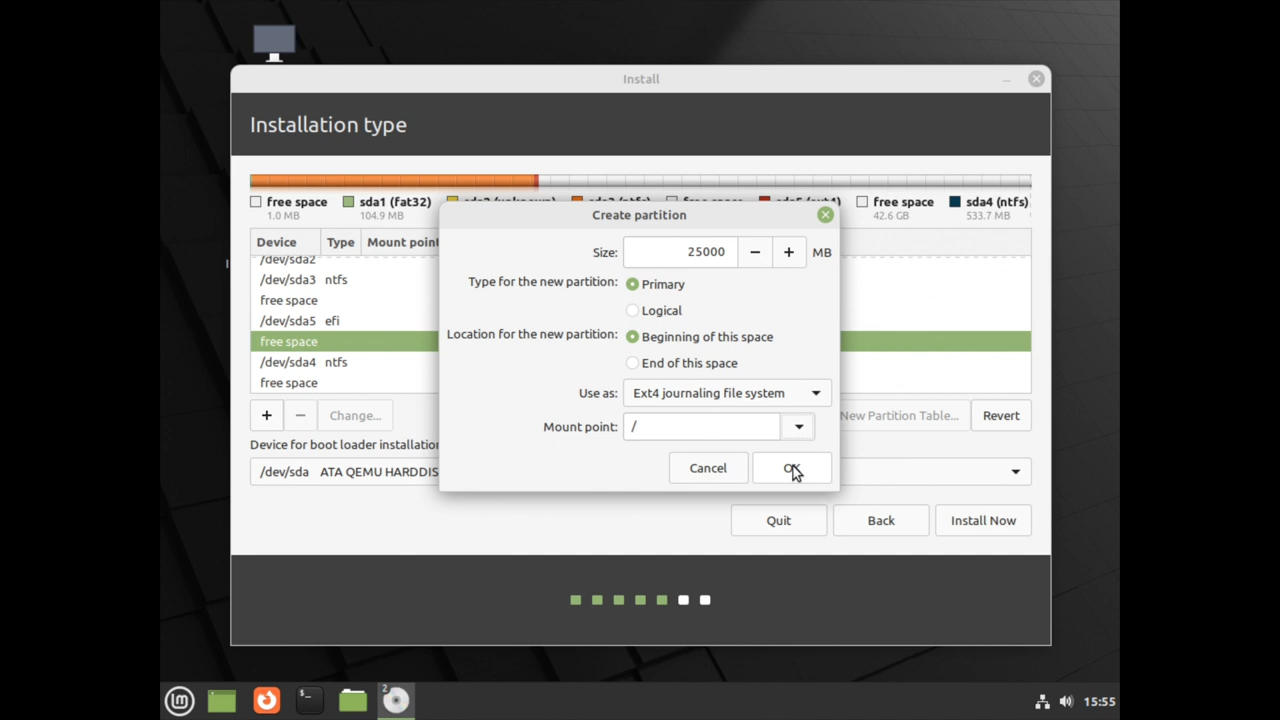 Install
Installation type
free space
1.0 MB
sda1 (fat32)
104.9 MB
free space
42.6 GB
sda4 (ntfs)
533.7 MB
Create partition
Size: 25000 MB
Type for the new partition: Primary
Logical
Location for the new partition: Beginning of this space
End of this space
Use as: Ext4 journaling file system
Mount point: /
Cancel
OK
Device Type Mount point
/dev/sda2
/dev/sda3 ntfs
free space
/dev/sda5 efi
free space
/dev/sda4 ntfs
free space
+ − Change...
New Partition Table... Revert
Device for boot loader installation
/dev/sda ATA QEMU HARDDIS
Quit Back Install Now
$_
2
15:55